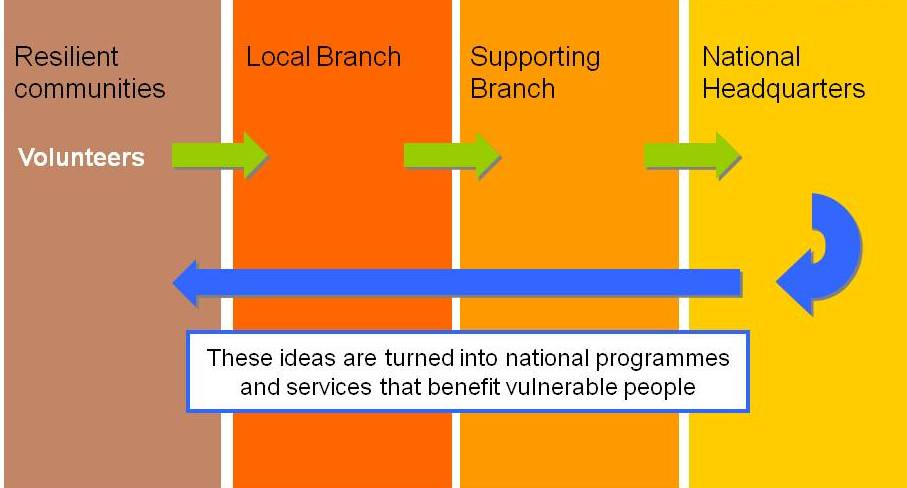 Resilient
communities
Local Branch
Supporting
Branch
National
Headquarters
Volunteers
These ideas are turned into national programmes
and services that benefit vulnerable people